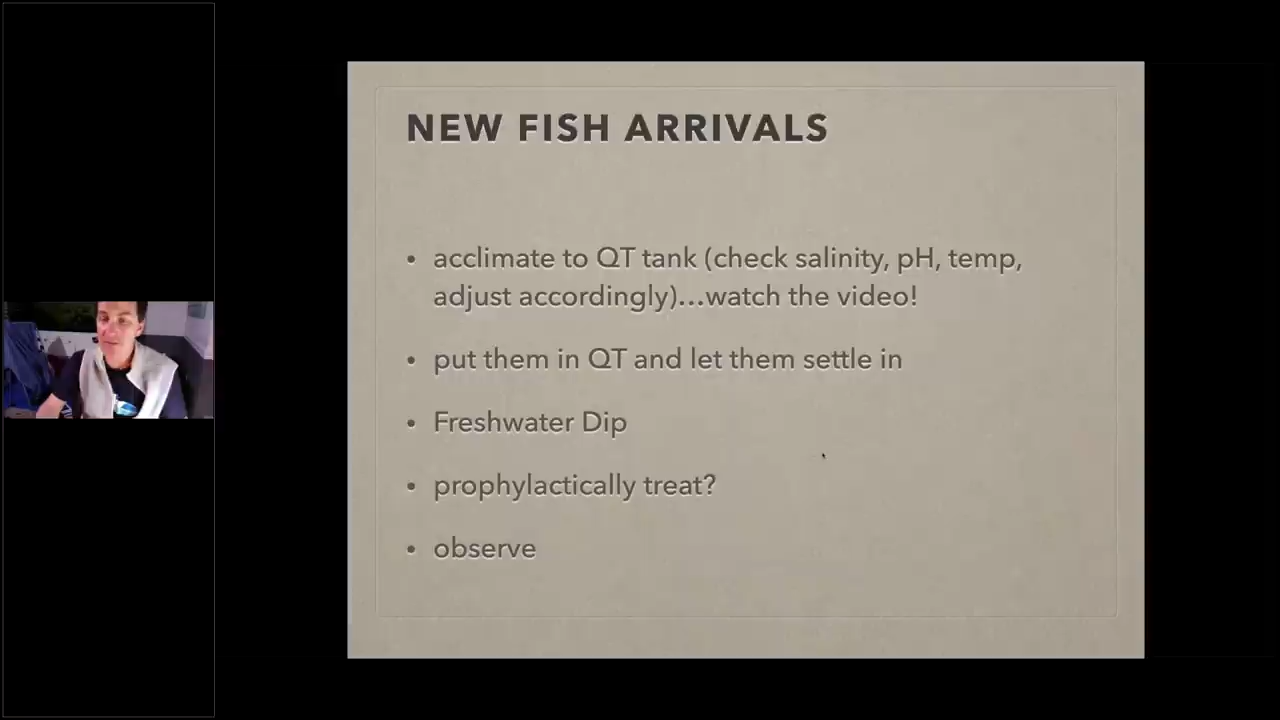 NEW FISH ARRIVALS
• acclimate to QT tank (check salinity, pH, temp,
adjust accordingly)...watch the video!
• put them in QT and let them settle in
• Freshwater Dip
• prophylactically treat?
• observe